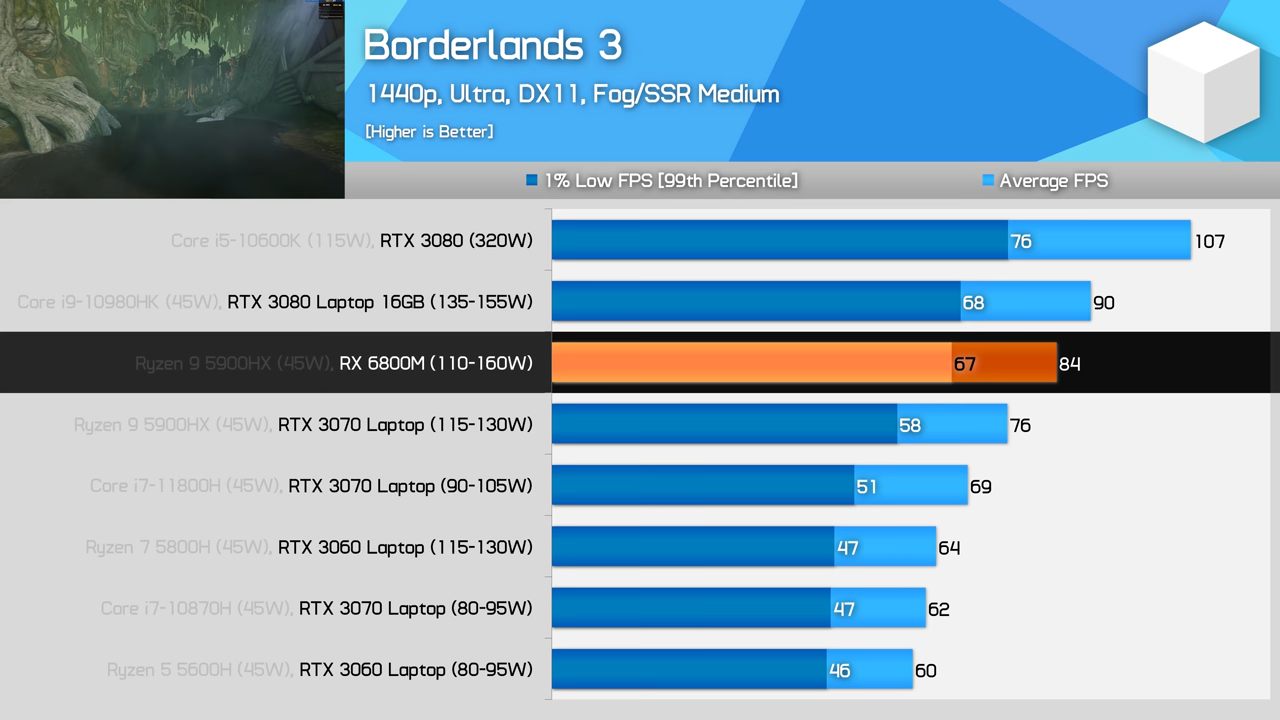 Borderlands 3
1440p, Ultra, DX11, Fog/SSR Medium
[Higher is Better]
1% Low FPS [99th Percentile] Average FPS
Core i5-10600K (115W), RTX 3080 (320W) 76 107
Core i9-10980HK (45W), RTX 3080 Laptop 16GB (135-155W) 68 90
Ryzen 9 5900HX (45W), RX 6800M (110-160W) 67 84
Ryzen 9 5900HX (45W), RTX 3070 Laptop (115-130W) 58 76
Core i7-11800H (45W), RTX 3070 Laptop (90-105W) 51 69
Ryzen 7 5800H (45W), RTX 3060 Laptop (115-130W) 47 64
Core i7-10870H (45W), RTX 3070 Laptop (80-95W) 47 62
Ryzen 5 5600H (45W), RTX 3060 Laptop (80-95W) 46 60